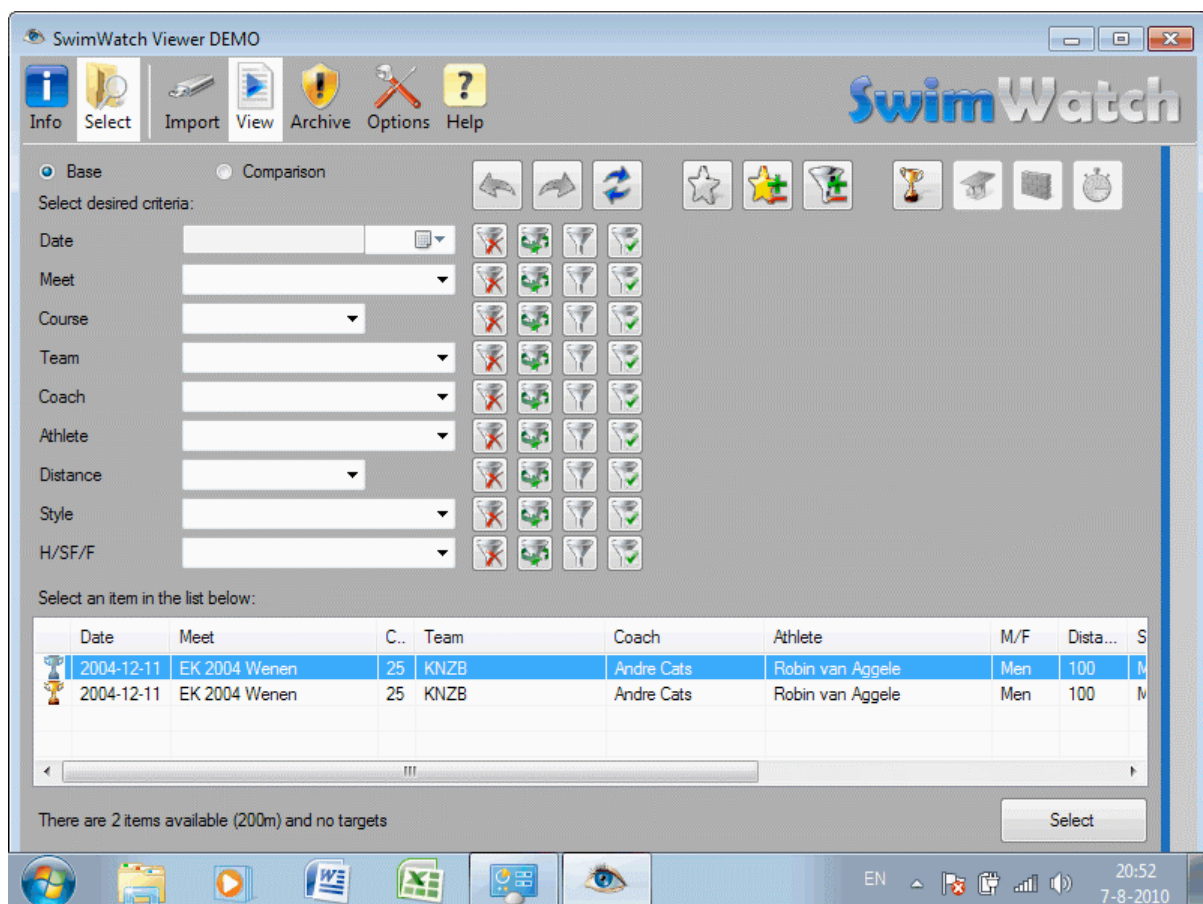 SwimWatch Viewer DEMO
Info Select Import View Archive Options Help
SwimWatch
Base Comparison
Select desired criteria:
Date
Meet
Course
Team
Coach
Athlete
Distance
Style
H/SF/F
Select an item in the list below:
Date Meet C.. Team Coach Athlete M/F Dista... S
2004-12-11 EK 2004 Wenen 25 KNZB Andre Cats Robin van Aggele Men 100 M
2004-12-11 EK 2004 Wenen 25 KNZB Andre Cats Robin van Aggele Men 100 M
There are 2 items available (200m) and no targets
Select
EN
20:52
7-8-2010